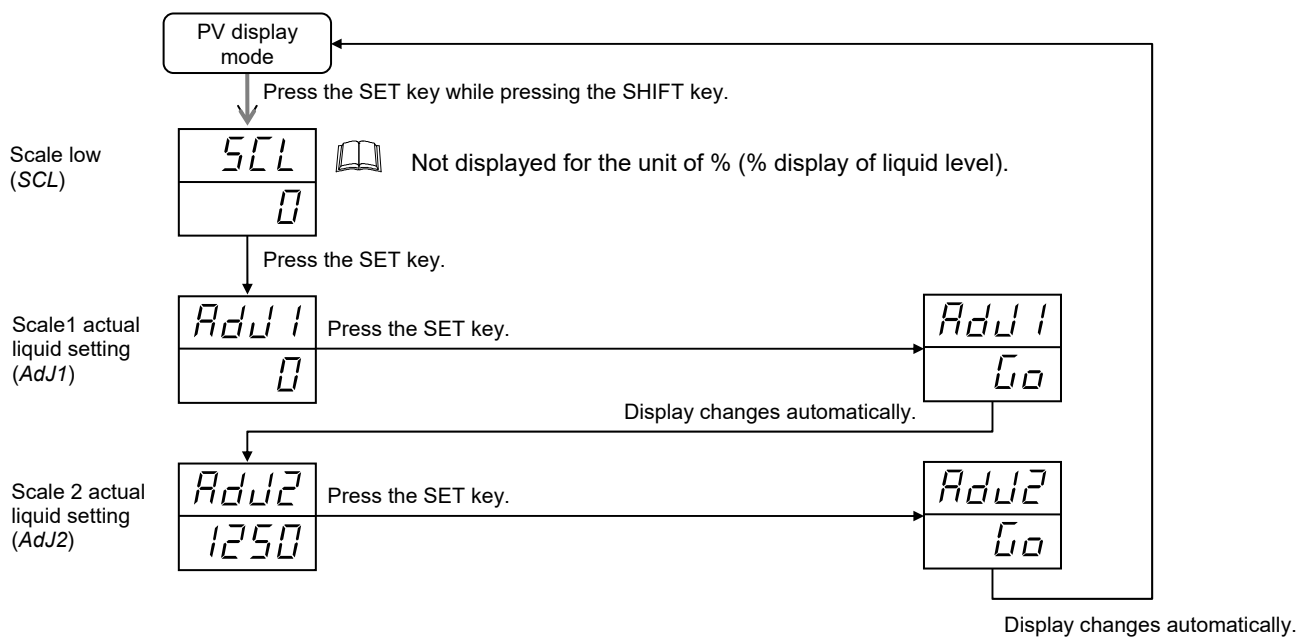 PV display
mode
Press the SET key while pressing the SHIFT key.
Scale low
(SCL)
SCL
0
Not displayed for the unit of % (% display of liquid level).
Press the SET key.
Scale1 actual
liquid setting
(AdJ1)
AdJ1
0
Press the SET key.
AdJ1
Go
Display changes automatically.
Scale 2 actual
liquid setting
(AdJ2)
AdJ2
1250
Press the SET key.
AdJ2
Go
Display changes automatically.